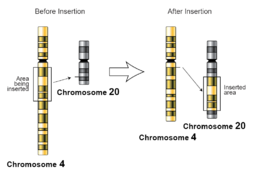 Before Insertion
After Insertion
Area
being
inserted
Chromosome 20
Chromosome 4
Inserted
area
Chromosome 20
Chromosome
4